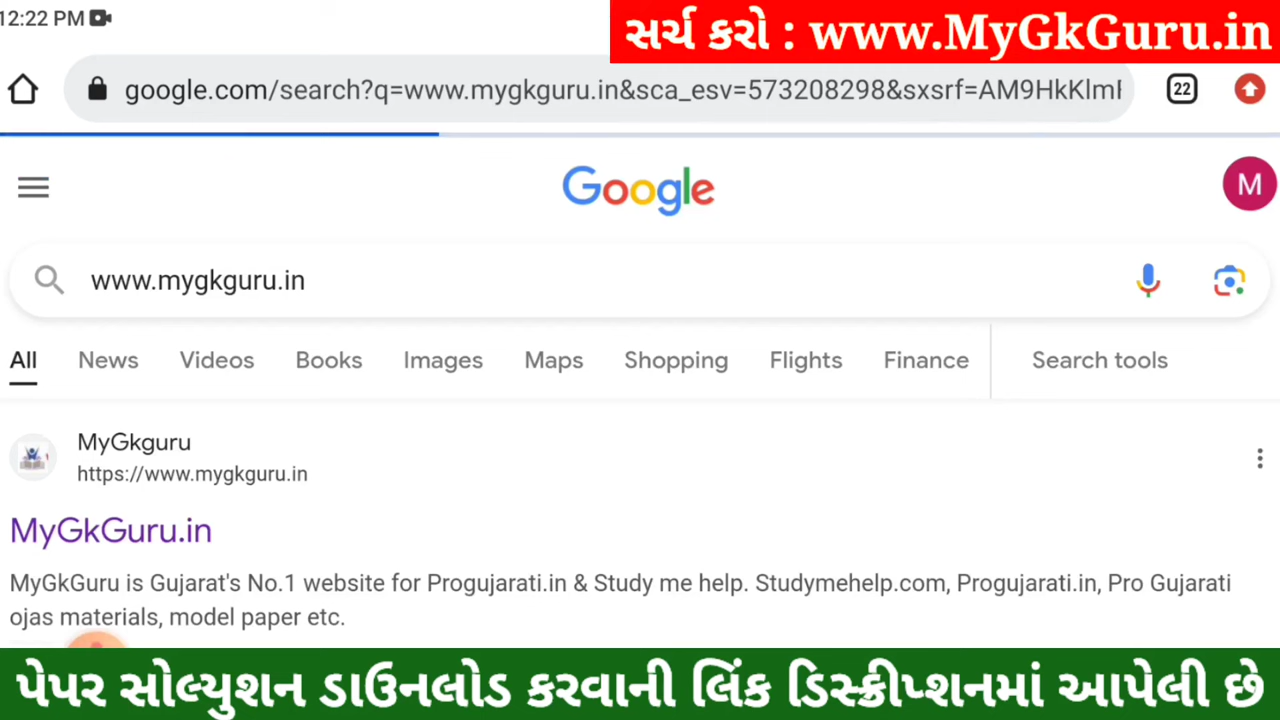 12:22 PM
સર્ચ કરો : www.MyGkGuru.in
google.com/search?q=www.mygkguru.in&sca_esv=573208298&sxsrf=AM9HkKlm
22
Google
M
www.mygkguru.in
All News Videos Books Images Maps Shopping Flights Finance Search tools
MyGkguru
https://www.mygkguru.in
MyGkGuru.in
MyGkGuru is Gujarat's No.1 website for Progujarati.in & Study me help. Studymehelp.com, Progujarati.in, Pro Gujarati
ojas materials, model paper etc.
પેપર સોલ્યુશન ડાઉનલોડ કરવાની લિંક ડિસ્ક્રીપ્શનમાં આપેલી છે